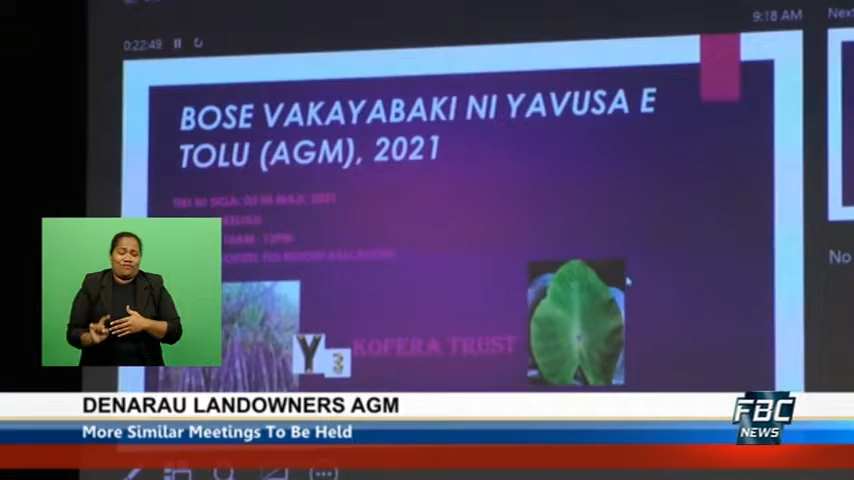 9:18 AM
Next
0:22:49
BOSE VAKAYABAKI NI YAVUSA E
TOLU (AGM), 2021
Y 3 KOFERA TRUST
No
DENARAU LANDOWNERS AGM
More Similar Meetings To Be Held
FBC
NEWS